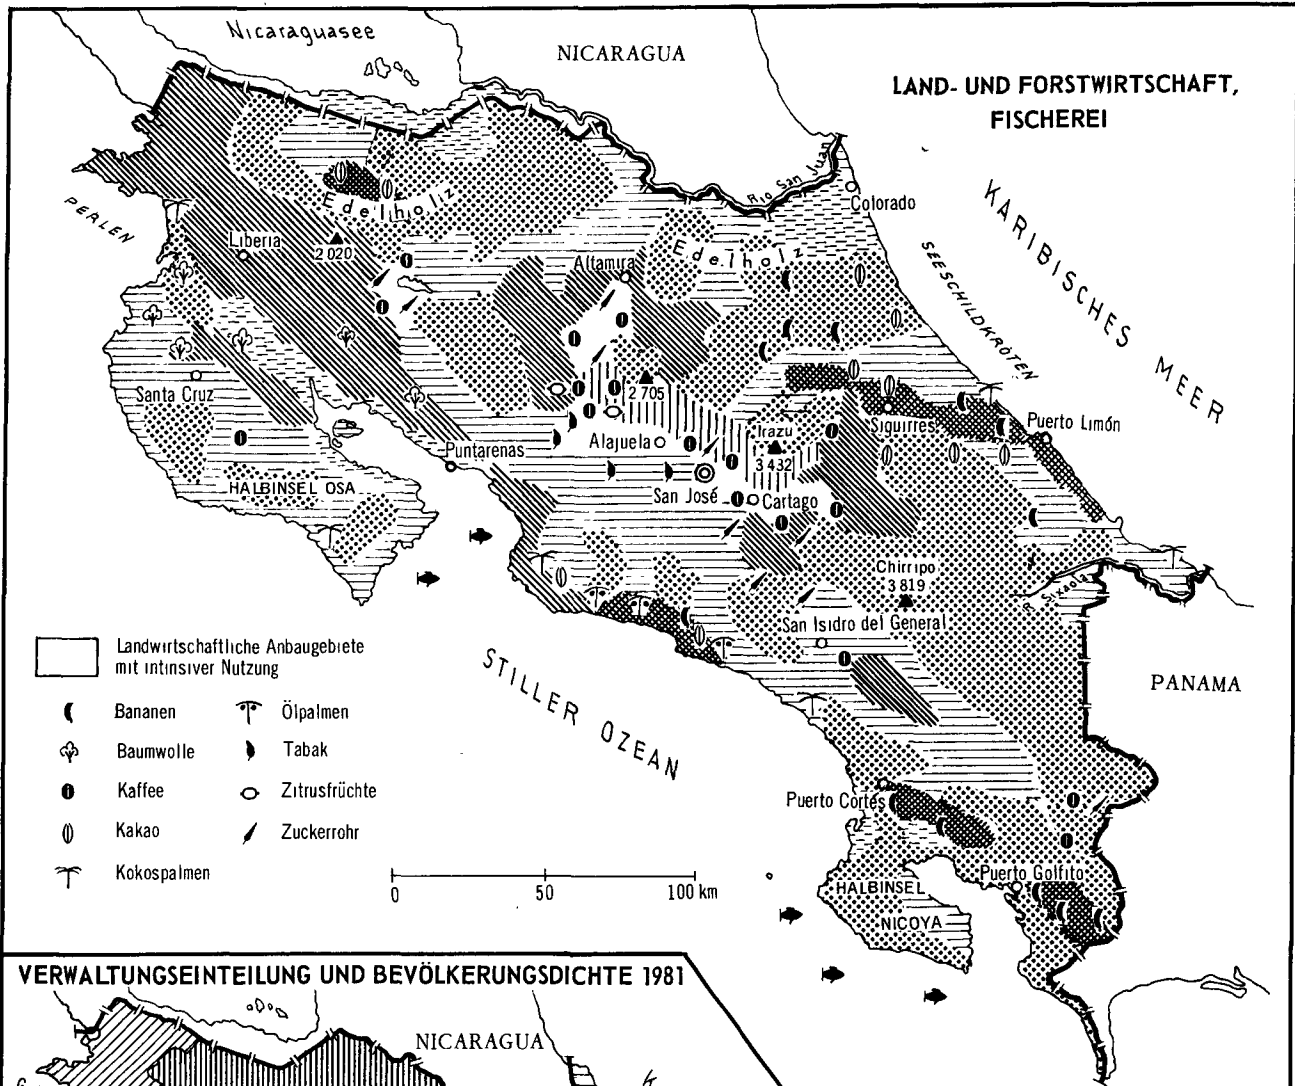 Nicaraguasee
NICARAGUA
LAND- UND FORSTWIRTSCHAFT,
FISCHEREI
Rio San Juan
Colorado
KARIBISCHES MEER
SEESCHILDKRÖTEN
PERLEN
Edelholz
Liberia
2 020
Edelholz
Altamira
Santa Cruz
2 705
Siguirres
Puerto Limón
Irazu
3 432
Alajuela
Puntarenas
HALBINSEL OSA
San José
Cartago
Chirripo
3 819
R. Sixaola
San Isidro del General
PANAMA
STILLER OZEAN
Landwirtschaftliche Anbaugebiete
mit intinsiver Nutzung
Bananen
Ölpalmen
Baumwolle
Tabak
Kaffee
Zitrusfrüchte
Kakao
Zuckerrohr
Kokospalmen
0 50 100 km
Puerto Cortés
Puerto Golfito
HALBINSEL
NICOYA
VERWALTUNGSEINTEILUNG UND BEVÖLKERUNGSDICHTE 1981
NICARAGUA